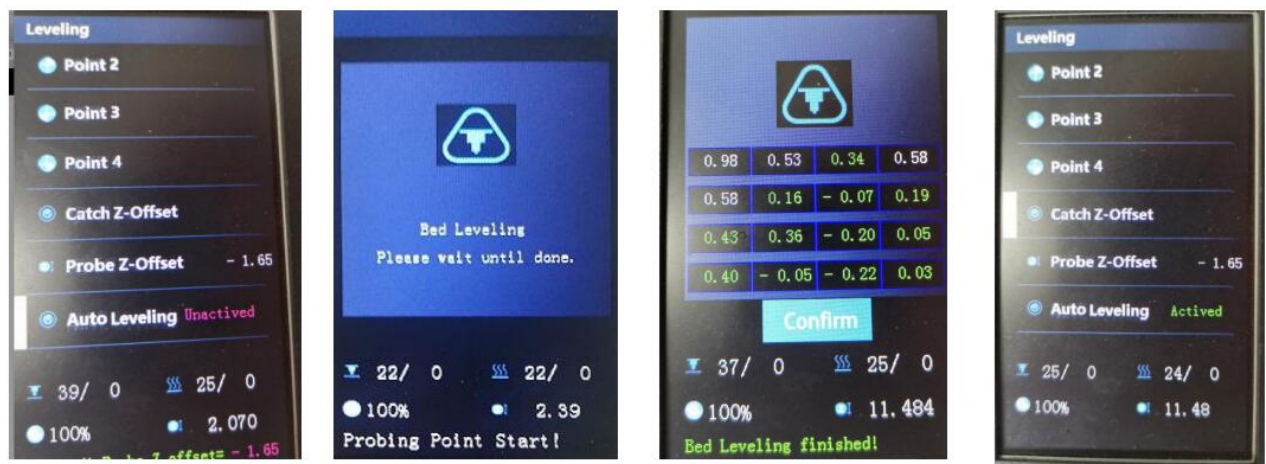 Leveling
Point 2
Point 3
Point 4
Catch Z-Offset
Probe Z-Offset - 1.65
Auto Leveling Unactived
39/ 0 25/ 0
100% 2.070
Probe Z offset= - 1.65
Bed Leveling
Please wait until done.
22/ 0 22/ 0
100% 2.39
Probing Point Start!
0.98 0.53 0.34 0.58
0.58 0.16 - 0.07 0.19
0.43 0.36 - 0.20 0.05
0.40 - 0.05 - 0.22 0.03
Confirm
37/ 0 25/ 0
100% 11.484
Bed Leveling finished!
Leveling
Point 2
Point 3
Point 4
Catch Z-Offset
Probe Z-Offset - 1.65
Auto Leveling Actived
25/ 0 24/ 0
100% 11.48